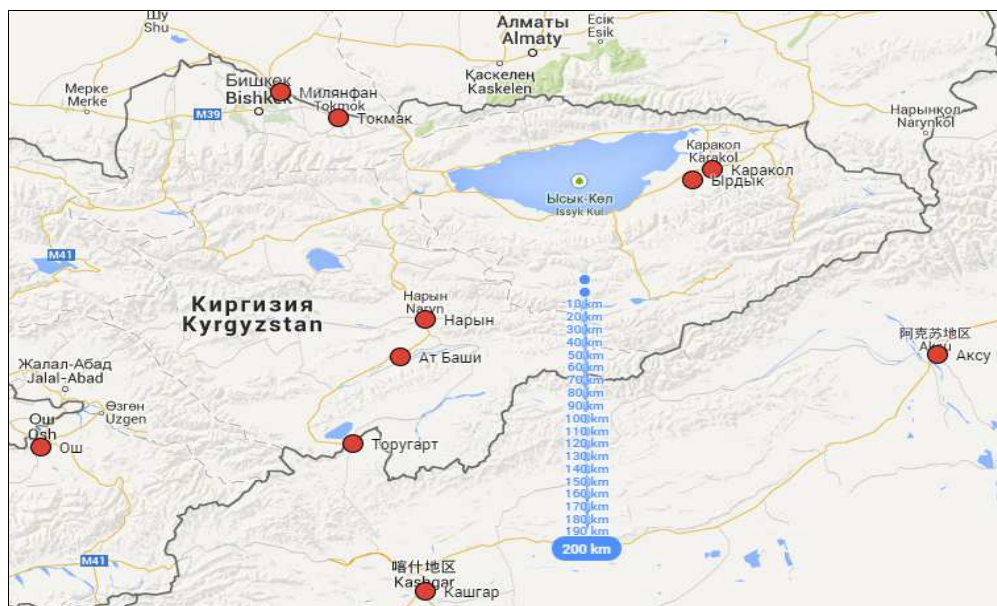 Шу
Shu
Алматы
Almaty
Есік
Esik
Қаскелең
Kaskelen
Мерке
Merke
Бишкек
Bishkek
Милянфан
Tokmok
Токмак
M39
Нарынқол
Narynkol
Каракол
Karakol
Каракол
Ырдык
Ысык-Көл
Issyk Kul
M41
Киргизия
Kyrgyzstan
Нарын
Naryn
Нарын
Ат Баши
10 km
20 km
30 km
40 km
50 km
60 km
70 km
80 km
90 km
100 km
110 km
120 km
130 km
140 km
150 km
160 km
170 km
180 km
190 km
200 km
阿克苏地区
Aksu
Аксу
Жалал-Абад
Jalal-Abad
Өзген
Uzgen
Ош
Osh
Ош
Торугарт
M41
喀什地区
Kashgar
Кашгар